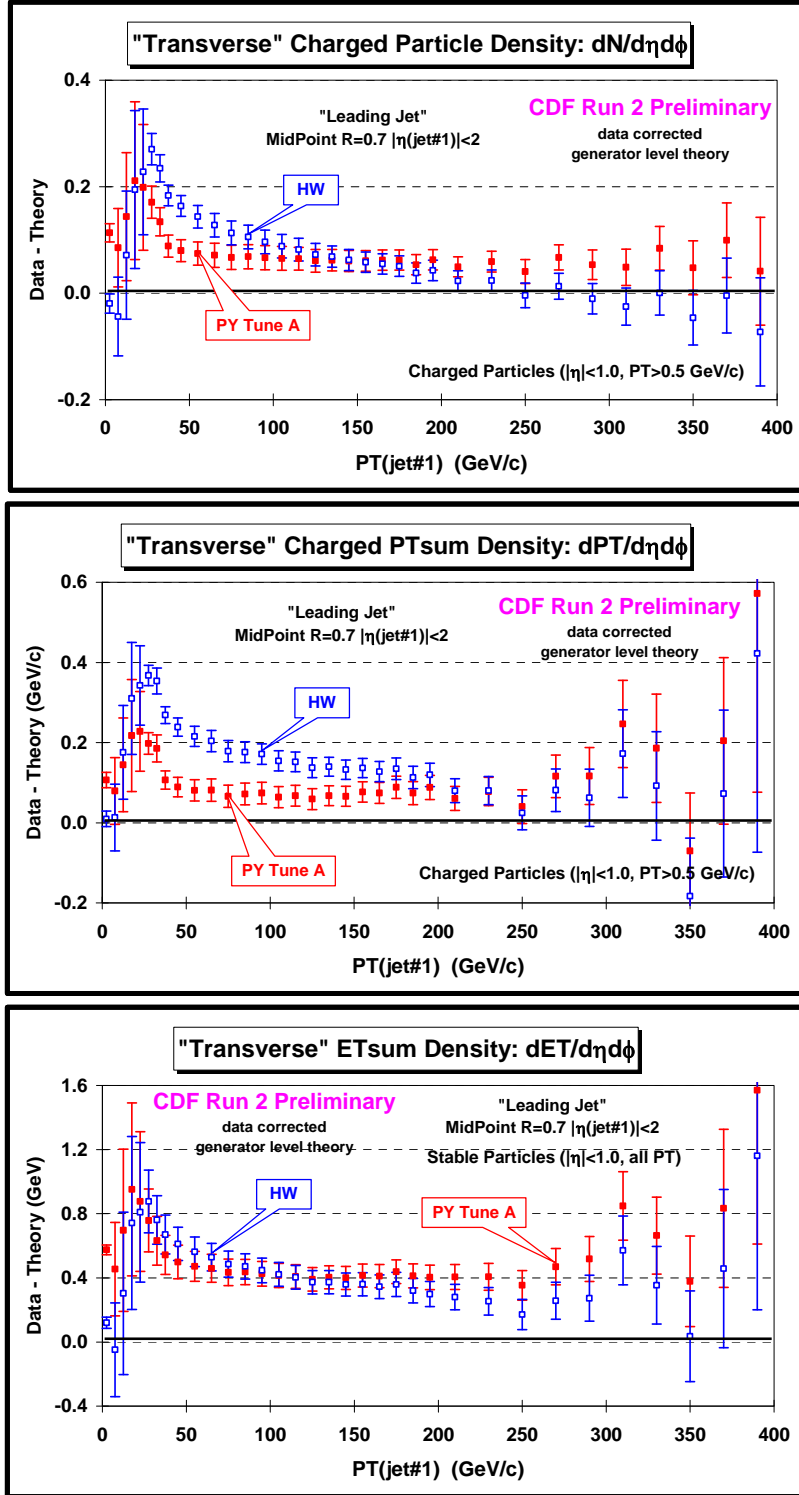 "Transverse" Charged Particle Density: dN/dηdϕ
0.4
"Leading Jet"
MidPoint R=0.7 |η(jet#1)|<2
CDF Run 2 Preliminary
data corrected
generator level theory
0.2
HW
Data - Theory
0.0
PY Tune A
Charged Particles (|η|<1.0, PT>0.5 GeV/c)
-0.2
0 50 100 150 200 250 300 350 400
PT(jet#1) (GeV/c)
"Transverse" Charged PTsum Density: dPT/dηdϕ
0.6
"Leading Jet"
MidPoint R=0.7 |η(jet#1)|<2
CDF Run 2 Preliminary
data corrected
generator level theory
0.4
HW
Data - Theory (GeV/c)
0.2
0.0
PY Tune A
Charged Particles (|η|<1.0, PT>0.5 GeV/c)
-0.2
0 50 100 150 200 250 300 350 400
PT(jet#1) (GeV/c)
"Transverse" ETsum Density: dET/dηdϕ
1.6
CDF Run 2 Preliminary
data corrected
generator level theory
"Leading Jet"
MidPoint R=0.7 |η(jet#1)|<2
Stable Particles (|η|<1.0, all PT)
1.2
HW
PY Tune A
Data - Theory (GeV)
0.8
0.4
0.0
-0.4
0 50 100 150 200 250 300 350 400
PT(jet#1) (GeV/c)